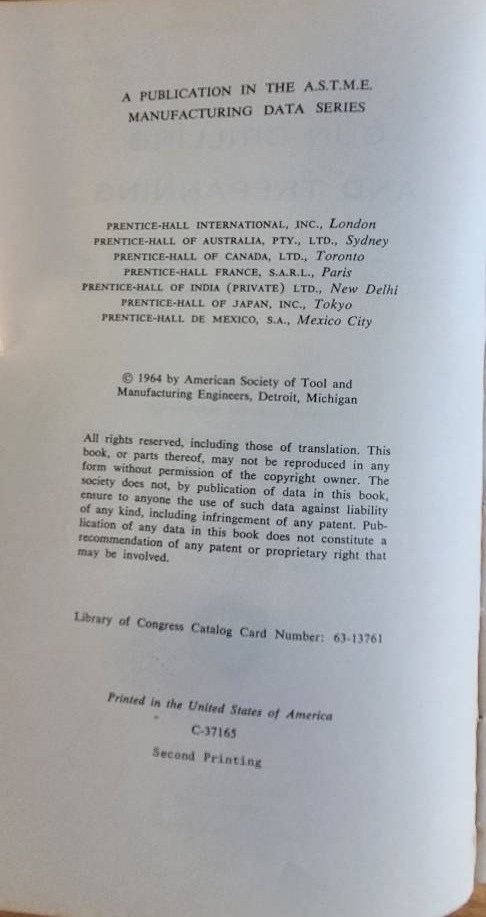 A PUBLICATION IN THE A.S.T.M.E.
MANUFACTURING DATA SERIES
GUN DRILLING
AND TREPANNING
PRENTICE-HALL INTERNATIONAL, INC., London
PRENTICE-HALL OF AUSTRALIA, PTY., LTD., Sydney
PRENTICE-HALL OF CANADA, LTD., Toronto
PRENTICE-HALL FRANCE, S.A.R.L., Paris
PRENTICE-HALL OF INDIA (PRIVATE) LTD., New Delhi
PRENTICE-HALL OF JAPAN, INC., Tokyo
PRENTICE-HALL DE MEXICO, S.A., Mexico City
© 1964 by American Society of Tool and
Manufacturing Engineers, Detroit, Michigan
All rights reserved, including those of translation. This
book, or parts thereof, may not be reproduced in any
form without permission of the copyright owner. The
society does not, by publication of data in this book,
ensure to anyone the use of such data against liability
of any kind, including infringement of any patent. Pub-
lication of any data in this book does not constitute a
recommendation of any patent or proprietary right that
may be involved.
Library of Congress Catalog Card Number: 63-13761
Printed in the United States of America
C-37165
Second Printing